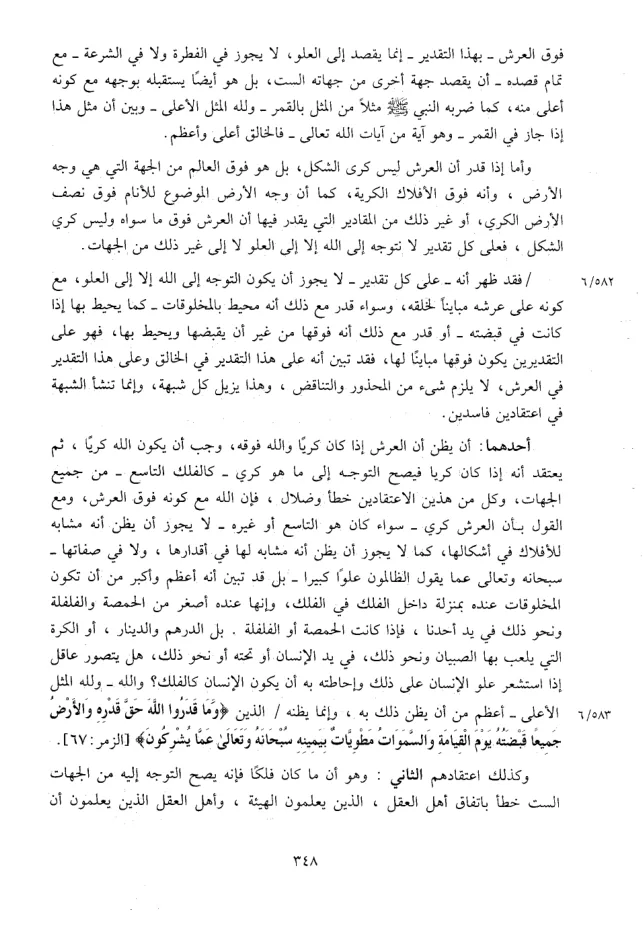 فوق العرش ـ بهذا التقدير ـ إنما يقصد إلى العلو، لا يجوز في الفطرة ولا في الشرعة ـ مع
تمام قصده ـ أن يقصد جهة أخرى من جهاته الست، بل هو أيضًا يستقبله بوجهه مع كونه
أعلى منه، كما ضربه النبي ﷺ مثلاً من المثل بالقمر ـ ولله المثل الأعلى ـ وبين أن مثل هذا
إذا جاز في القمر ـ وهو آية من آيات الله تعالى ـ فالخالق أعلى وأعظم.
وأما إذا قدر أن العرش ليس كرى الشكل، بل هو فوق العالم من الجهة التي هي وجه
الأرض ، وأنه فوق الأفلاك الكرية، كما أن وجه الأرض الموضوع للأنام فوق نصف
الأرض الكري، أو غير ذلك من المقادير التي يقدر فيها أن العرش فوق ما سواه وليس كري
الشكل ، فعلى كل تقدير لا نتوجه إلى الله إلا إلى العلو لا إلى غير ذلك من الجهات.
٦/٥٨٢ / فقد ظهر أنه ـ على كل تقدير ـ لا يجوز أن يكون التوجه إلى الله إلا إلى العلو، مع
كونه على عرشه مبايناً لخلقه، وسواء قدر مع ذلك أنه محيط بالمخلوقات ـ كما يحيط بها إذا
كانت في قبضته ـ أو قدر مع ذلك أنه فوقها من غير أن يقبضها ويحيط بها، فهو على
التقديرين يكون فوقها مباينًا لها، فقد تبين أنه على هذا التقدير في الخالق وعلى هذا التقدير
في العرش، لا يلزم شىء من المحذور والتناقض ، وهذا يزيل كل شبهة، وإنما تنشأ الشبهة
في اعتقادين فاسدين.
أحدهما: أن يظن أن العرش إذا كان كريًا والله فوقه، وجب أن يكون الله كريًا ، ثم
يعتقد أنه إذا كان كريا فيصح التوجه إلى ما هو كري ـ كالفلك التاسع ـ من جميع
الجهات، وكل من هذين الاعتقادين خطأ وضلال ، فإن الله مع كونه فوق العرش، ومع
القول بأن العرش كري ـ سواء كان هو التاسع أو غيره ـ لا يجوز أن يظن أنه مشابه
للأفلاك في أشكالها، كما لا يجوز أن يظن أنه مشابه لها في أقدارها ، ولا في صفاتها ـ
سبحانه وتعالى عما يقول الظالمون علوًا كبيرا ـ بل قد تبين أنه أعظم وأكبر من أن تكون
المخلوقات عنده بمنزلة داخل الفلك في الفلك، وإنها عنده أصغر من الحمصة والفلفلة
ونحو ذلك في يد أحدنا ، فإذا كانت الحمصة أو الفلفلة . بل الدرهم والدينار ، أو الكرة
التي يلعب بها الصبيان ونحو ذلك، في يد الإنسان أو تحته أو نحو ذلك، هل يتصور عاقل
إذا استشعر علو الإنسان على ذلك وإحاطته به أن يكون الإنسان كالفلك؟ والله ـ ولله المثل
٦/٥٨٣ الأعلى ـ أعظم من أن يظن ذلك به ، وإنما يظنه / الذين ﴿وَمَا قَدَرُوا اللَّهَ حَقَّ قَدْرِهِ وَالأَرْضُ
جَمِيعًا قَبْضَتُهُ يَوْمَ الْقِيَامَةِ وَالسَّمَوَاتُ مَطْوِيَّاتٌ بِيَمِينِهِ سُبْحَانَهُ وَتَعَالَىٰ عَمَّا يُشْرِكُونَ﴾ [الزمر: ٦٧].
وكذلك اعتقادهم الثاني : وهو أن ما كان فلكًا فإنه يصح التوجه إليه من الجهات
الست خطأ باتفاق أهل العقل ، الذين يعلمون الهيئة ، وأهل العقل الذين يعلمون أن
٣٤٨